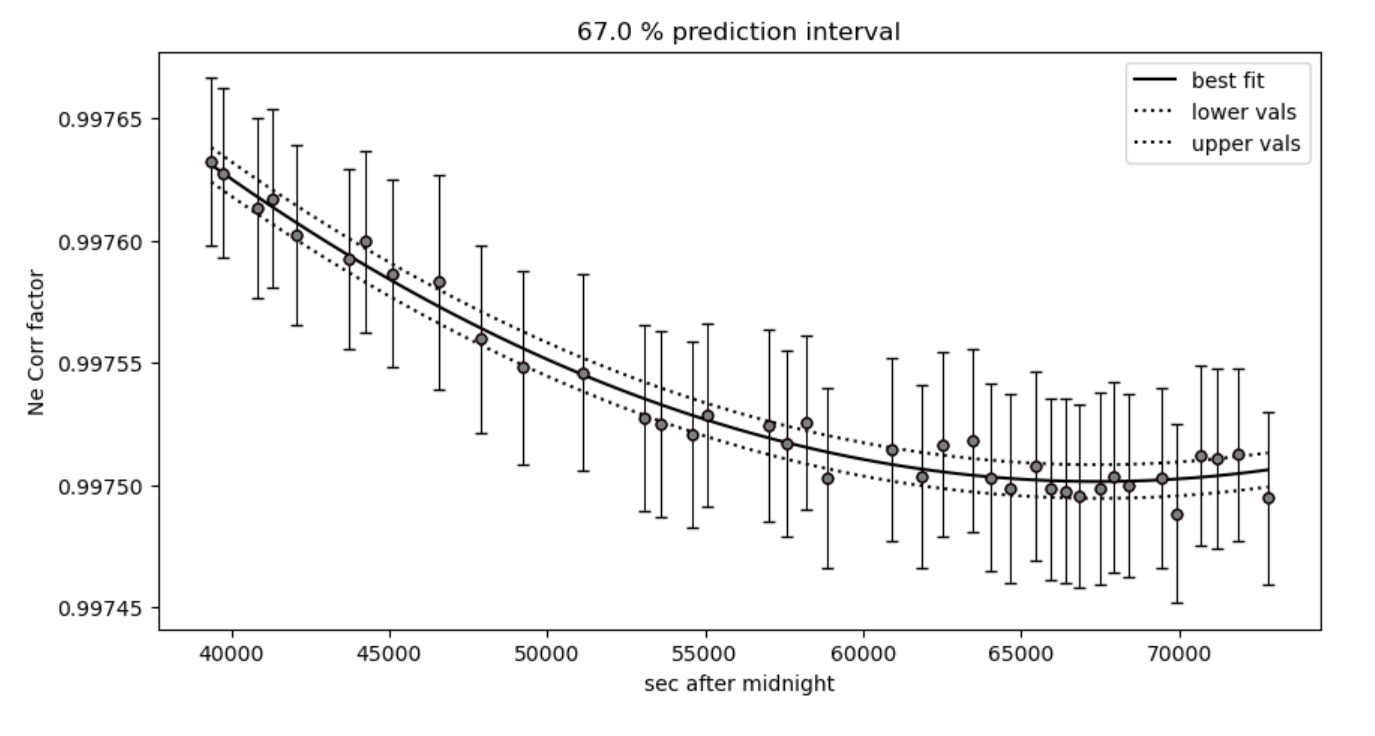 67.0 % prediction interval
best fit
lower vals
upper vals
0.99765
0.99760
0.99755
0.99750
0.99745
Ne Corr factor
40000 45000 50000 55000 60000 65000 70000
sec after midnight